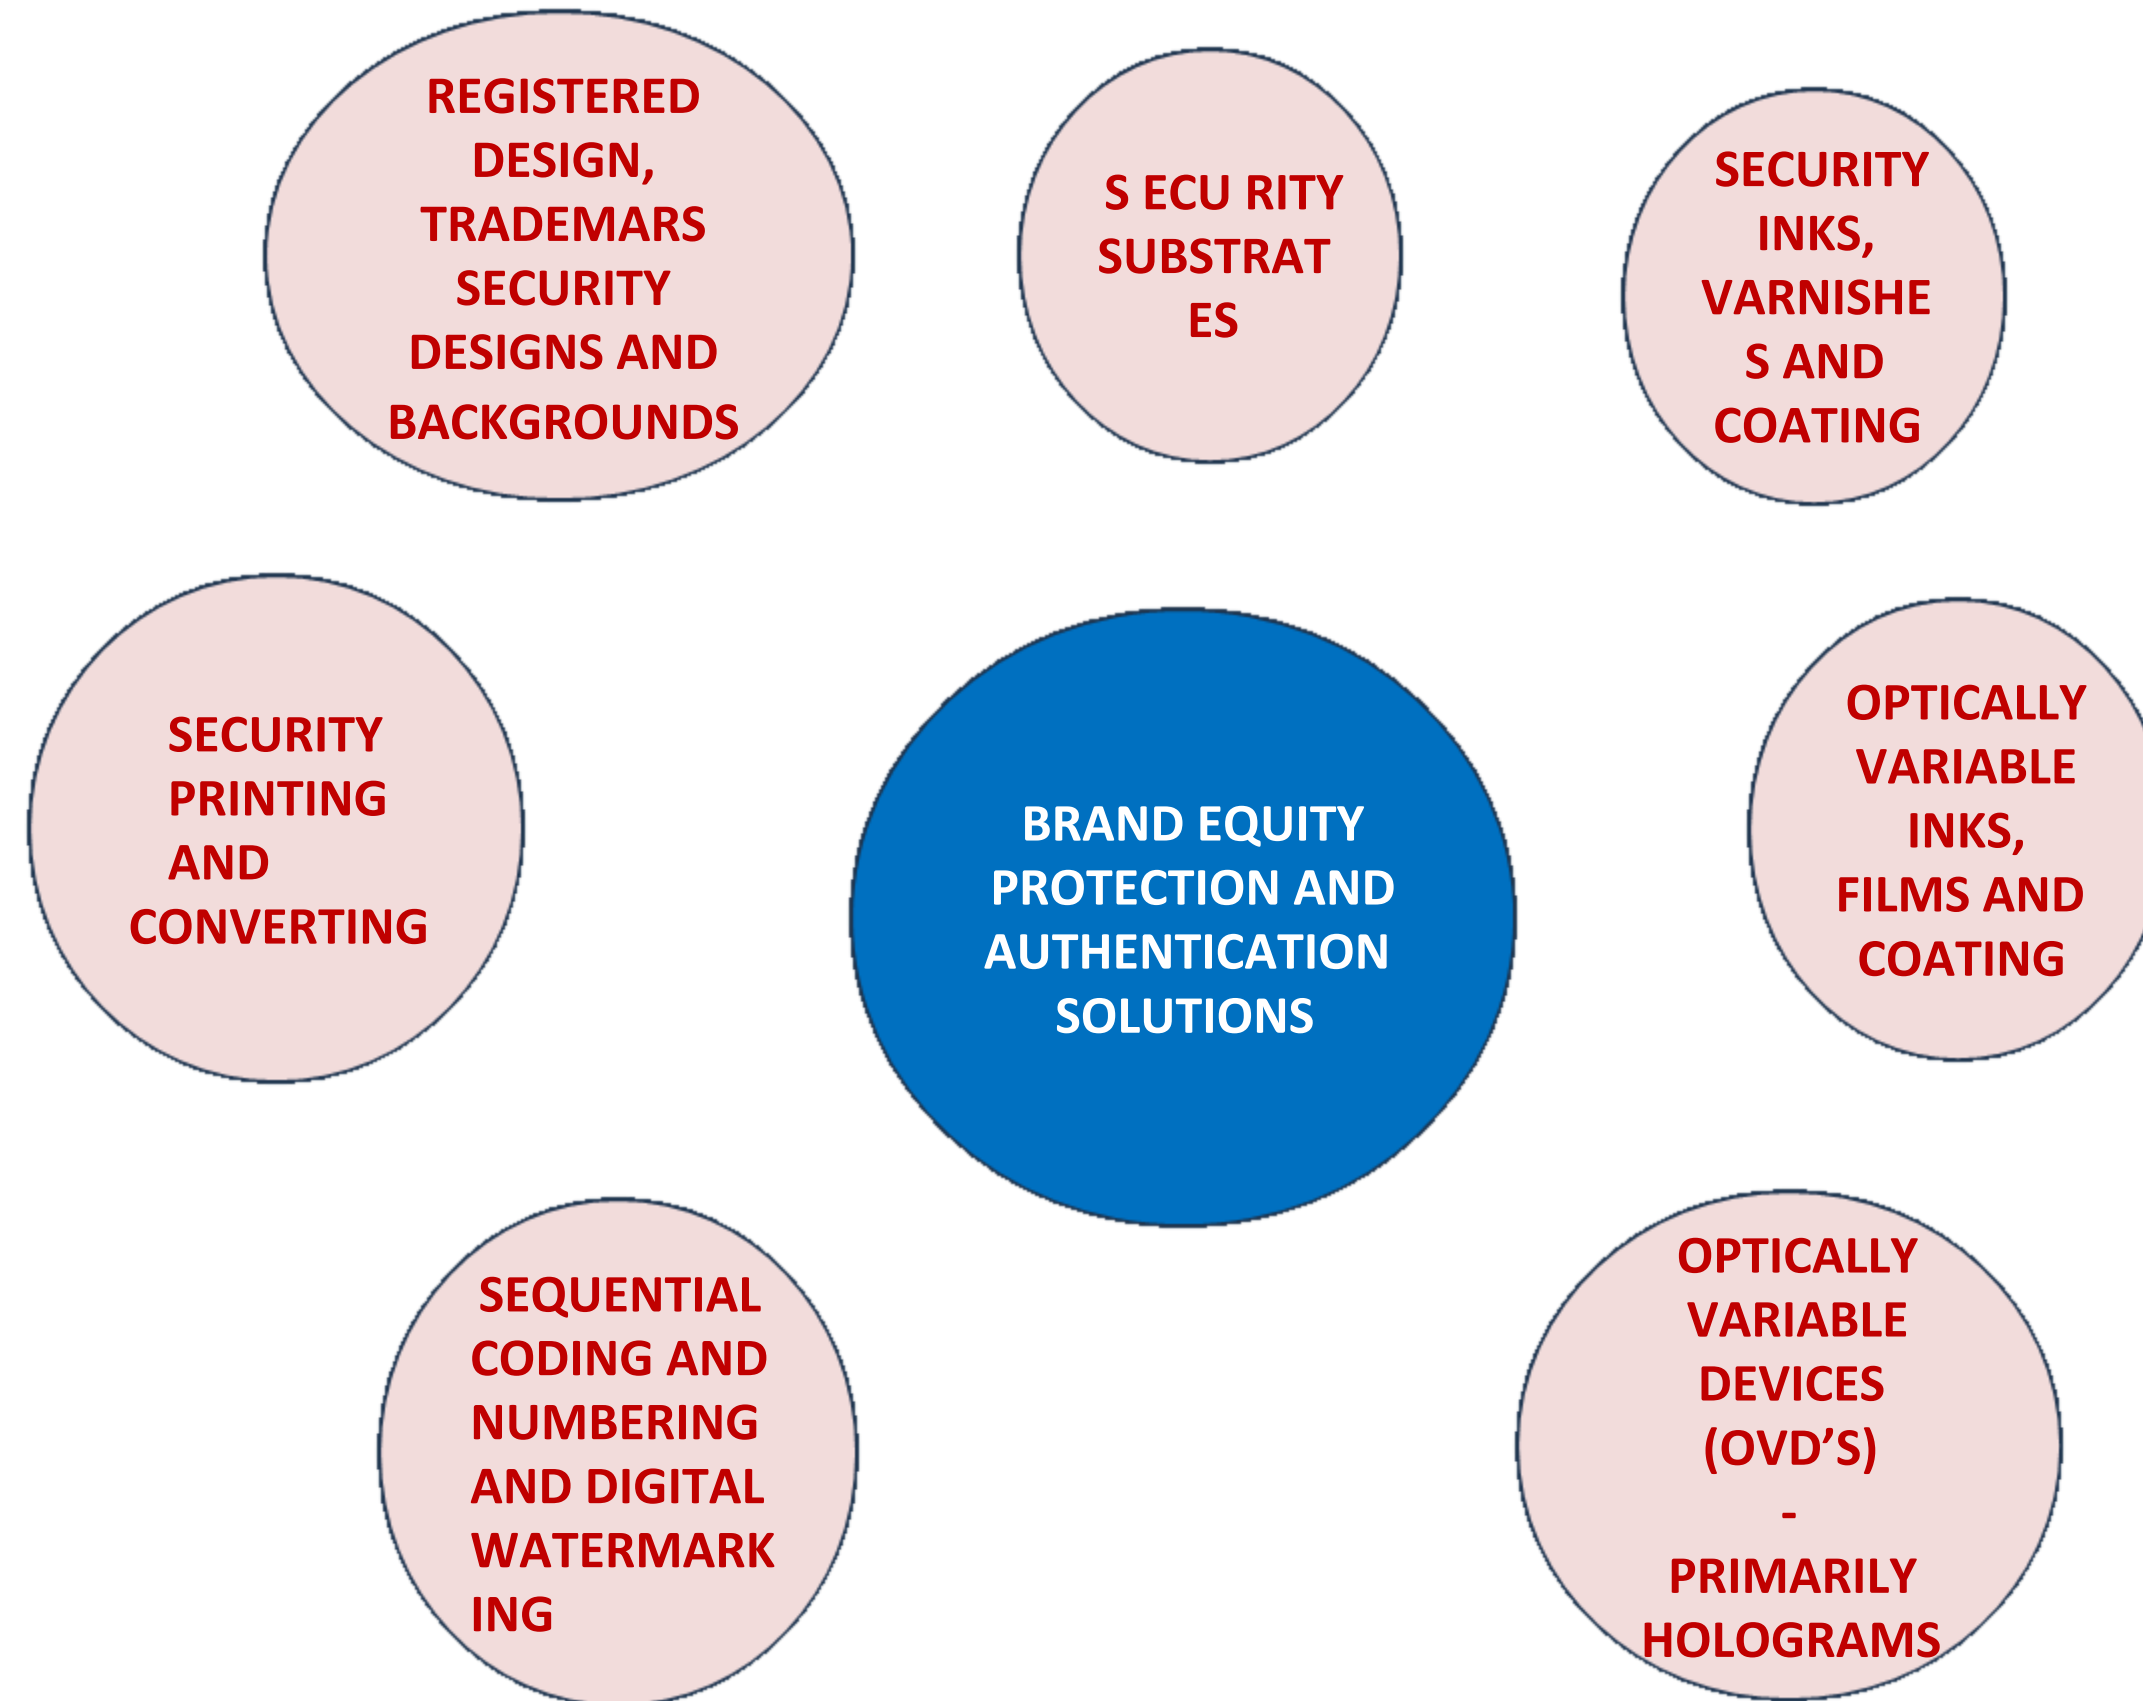 REGISTERED
DESIGN,
TRADEMARS
SECURITY
DESIGNS AND
BACKGROUNDS
S ECU RITY
SUBSTRAT
ES
SECURITY
INKS,
VARNISHE
S AND
COATING
SECURITY
PRINTING
AND
CONVERTING
BRAND EQUITY
PROTECTION AND
AUTHENTICATION
SOLUTIONS
OPTICALLY
VARIABLE
INKS,
FILMS AND
COATING
SEQUENTIAL
CODING AND
NUMBERING
AND DIGITAL
WATERMARK
ING
OPTICALLY
VARIABLE
DEVICES
(OVD’S)
-
PRIMARILY
HOLOGRAMS